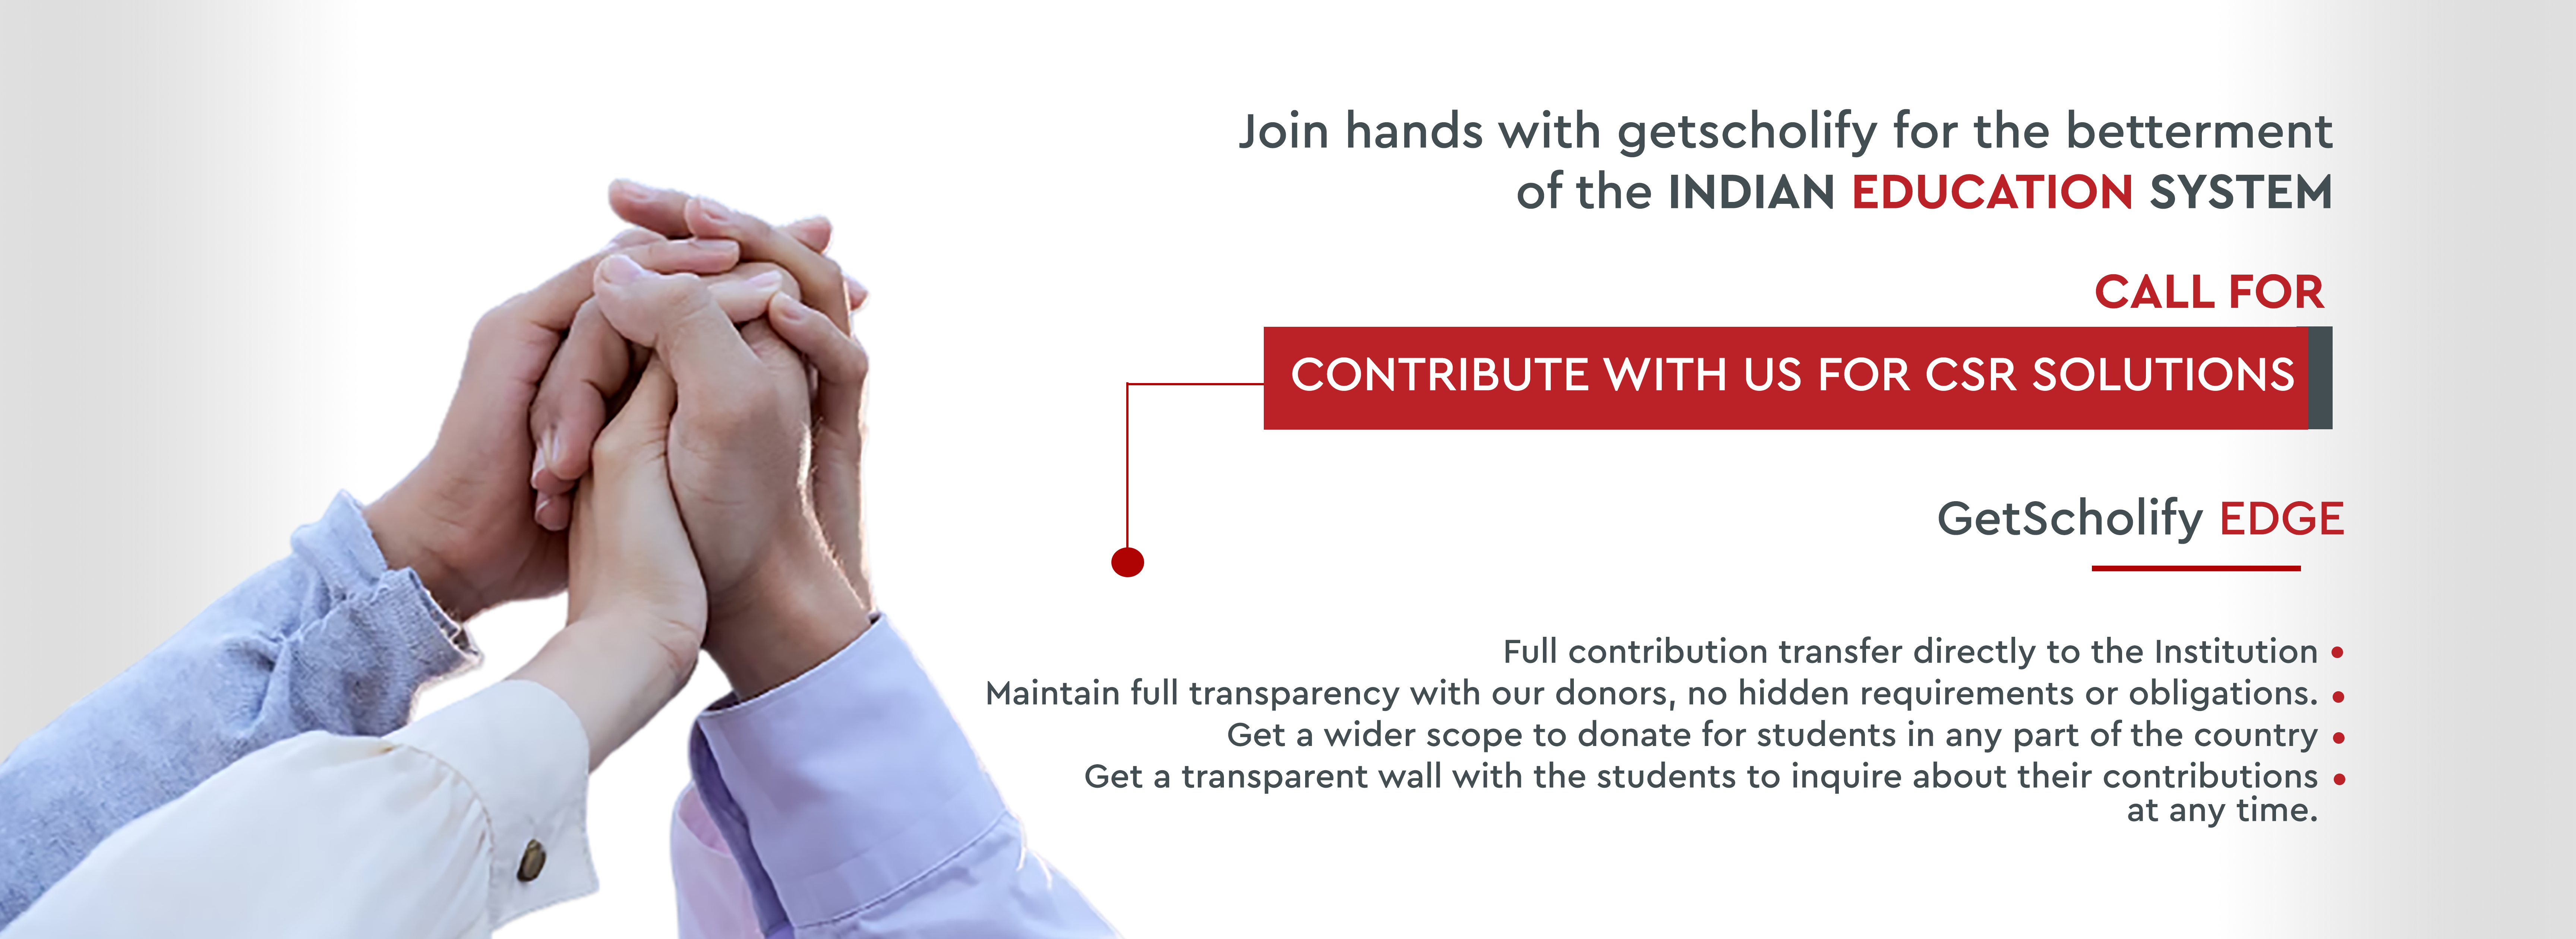 Join hands with getscholify for the betterment
of the INDIAN EDUCATION SYSTEM
CALL FOR
CONTRIBUTE WITH US FOR CSR SOLUTIONS
GetScholify EDGE
Full contribution transfer directly to the Institution •
Maintain full transparency with our donors, no hidden requirements or obligations. •
Get a wider scope to donate for students in any part of the country •
Get a transparent wall with the students to inquire about their contributions •
at any time.